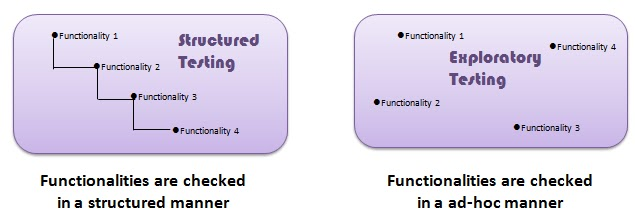 Functionality 1
Structured
Testing
Functionality 2
Functionality 3
Functionality 4
Functionalities are checked
in a structured manner
Functionality 1
Functionality 4
Exploratory
Testing
Functionality 2
Functionality 3
Functionalities are checked
in a ad-hoc manner